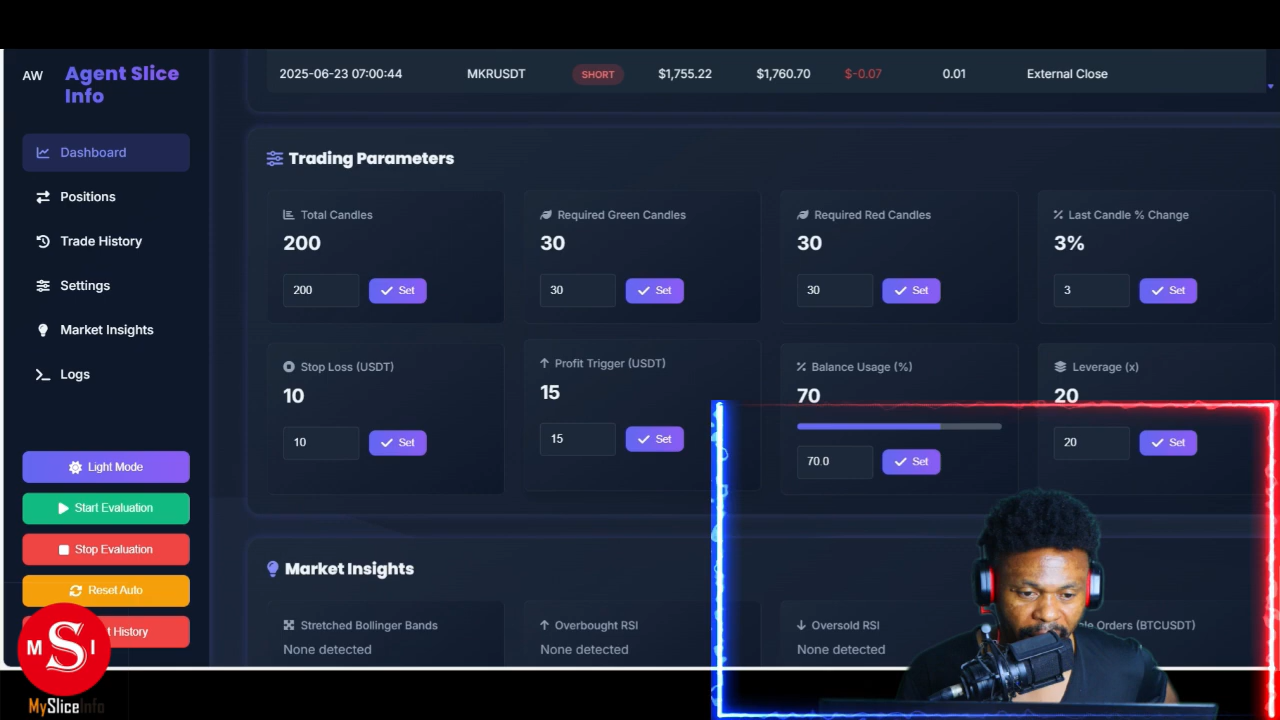 AW
Agent Slice
Info
2025-06-23 07:00:44 MKRUSDT SHORT $1,755.22 $1,760.70 $-0.07 0.01 External Close
Dashboard
Positions
Trade History
Settings
Market Insights
Logs
Light Mode
Start Evaluation
Stop Evaluation
Reset Auto
History
Trading Parameters
Total Candles
200
200 Set
Required Green Candles
30
30 Set
Required Red Candles
30
30 Set
Last Candle % Change
3%
3 Set
Stop Loss (USDT)
10
10 Set
Profit Trigger (USDT)
15
15 Set
Balance Usage (%)
70
70.0 Set
Leverage (x)
20
20 Set
Market Insights
Stretched Bollinger Bands
None detected
Overbought RSI
None detected
Oversold RSI
None detected
Orders (BTCUSDT)
M S I
MySliceInfo